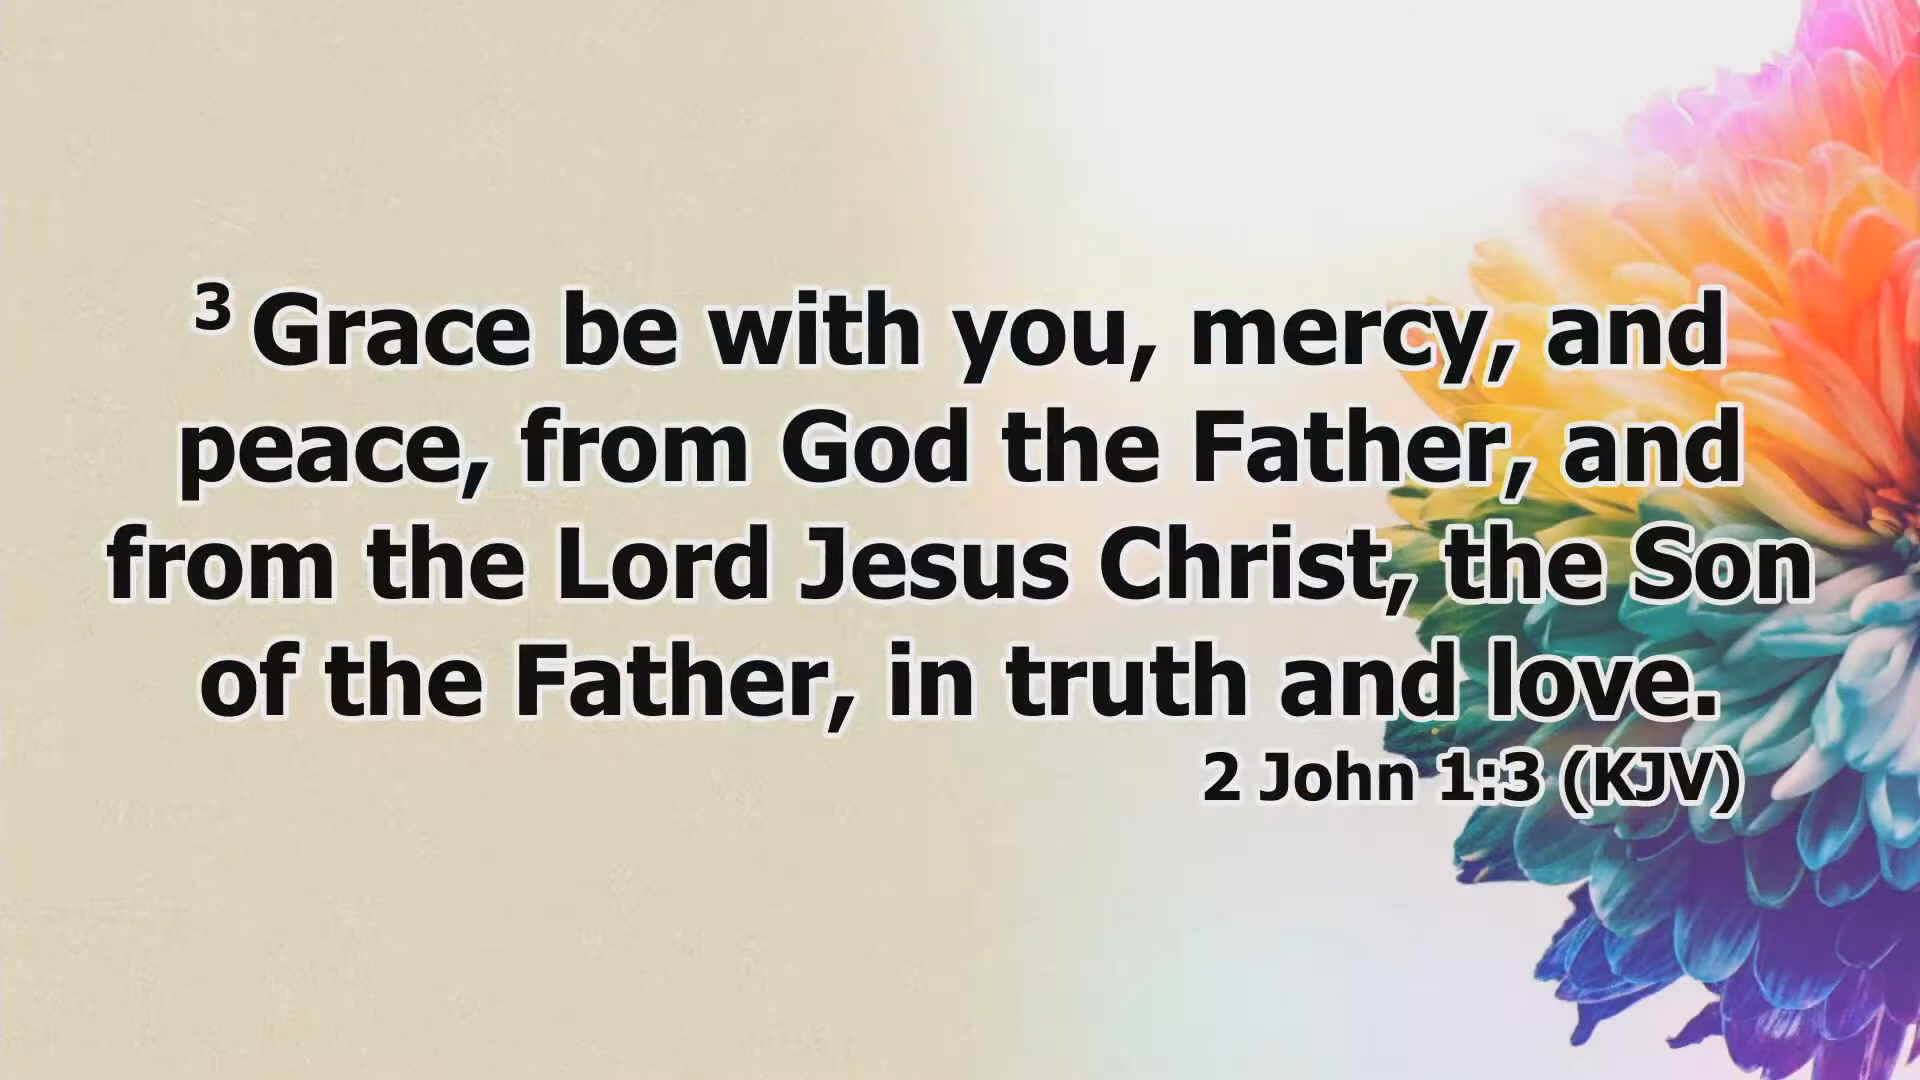 3 Grace be with you, mercy, and
peace, from God the Father, and
from the Lord Jesus Christ, the Son
of the Father, in truth and love.
2 John 1:3 (KJV)